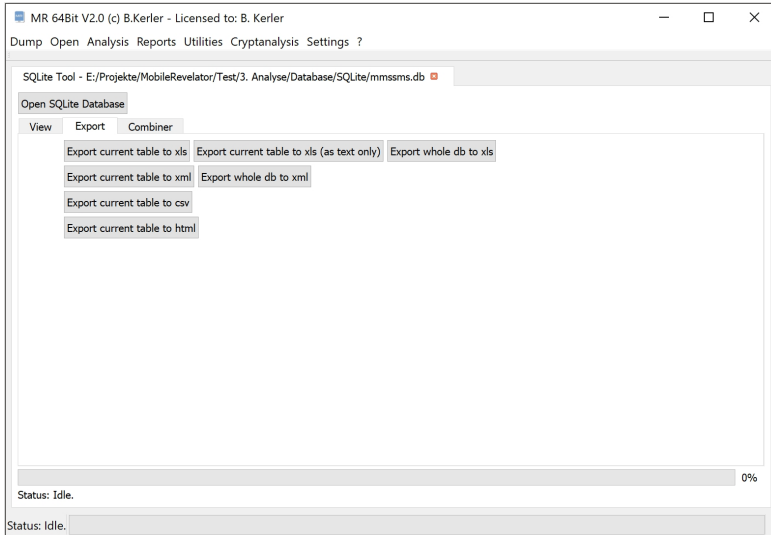 MR 64Bit V2.0 (c) B.Kerler - Licensed to: B. Kerler
Dump Open Analysis Reports Utilities Cryptanalysis Settings ?
SQLite Tool - E:/Projekte/MobileRevelator/Test/3. Analyse/Database/SQLite/mmssms.db
Open SQLite Database
View Export Combiner
Export current table to xls Export current table to xls (as text only) Export whole db to xls
Export current table to xml Export whole db to xml
Export current table to csv
Export current table to html
0%
Status: Idle.
Status: Idle.